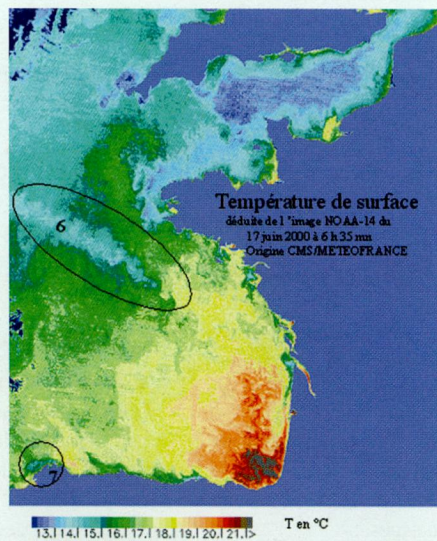 6
Température de surface
déduite de l'image NOAA-14 du
17 juin 2000 à 6 h 35 mn
Origine CMS/METEOFRANCE
7
13.|14.|15.|16.|17.|18.|19.|20.|21.|>
T en °C